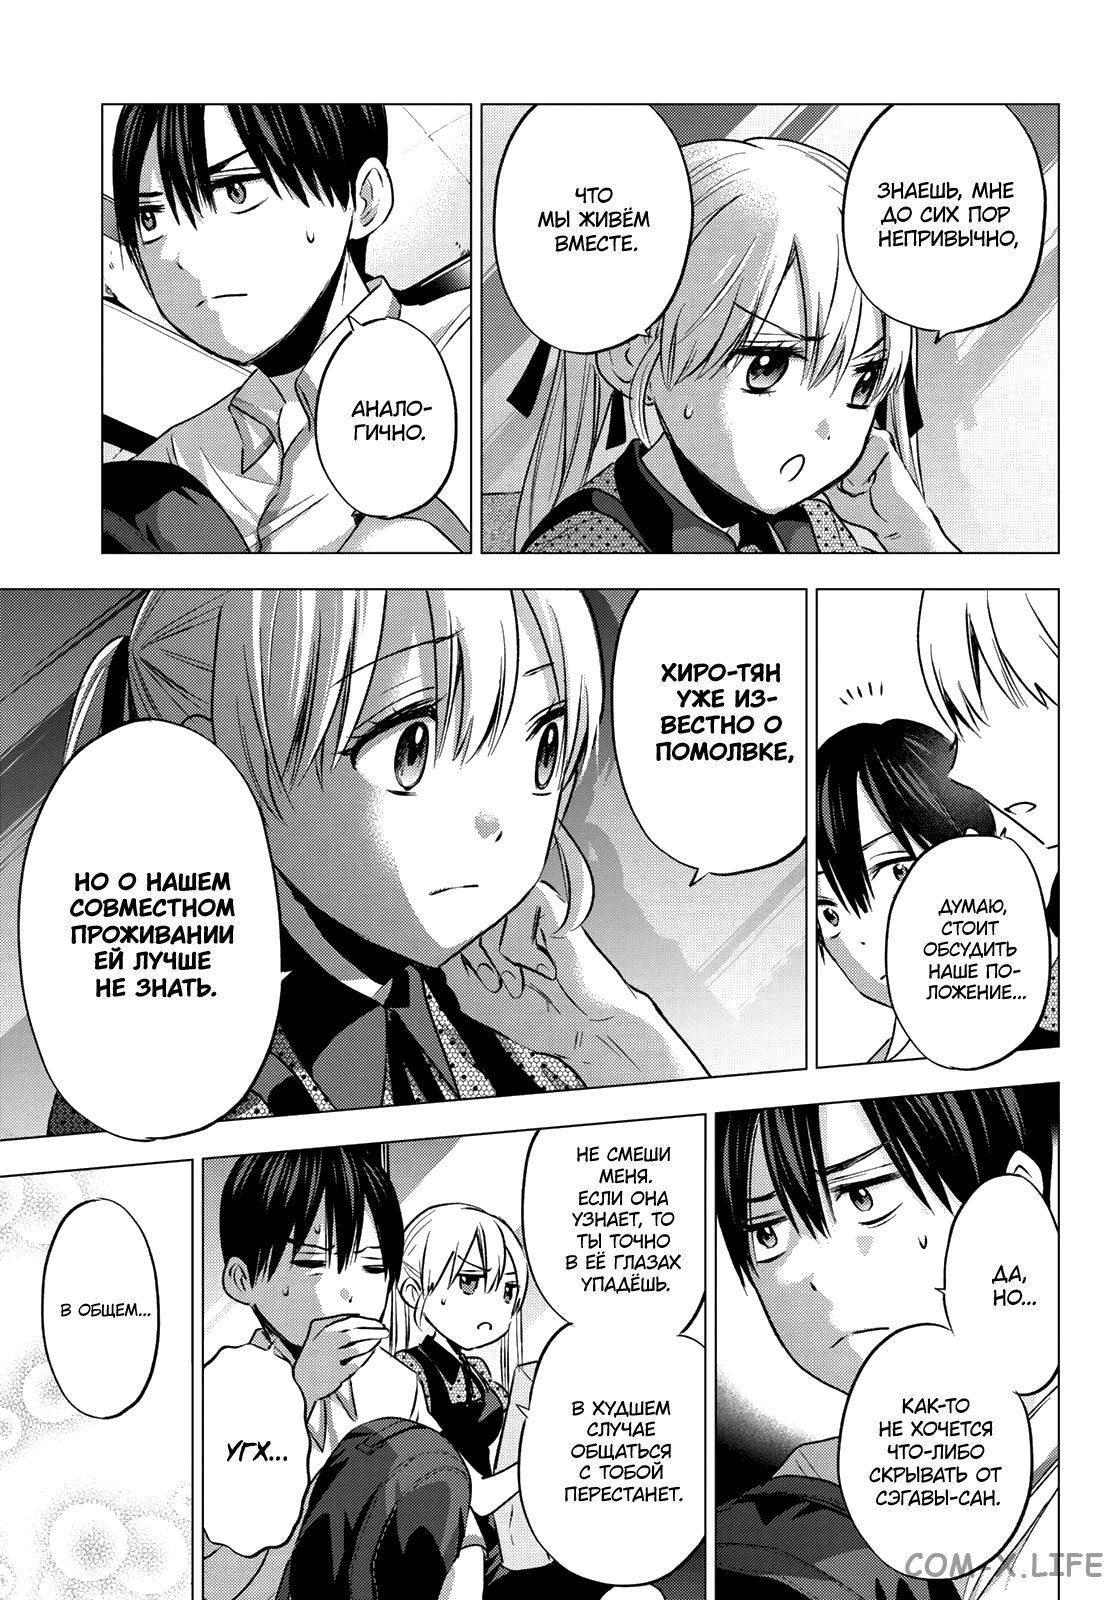 ЗНАЕШЬ, МНЕ
ДО СИХ ПОР
НЕПРИВЫЧНО,
ЧТО
МЫ ЖИВЁМ
ВМЕСТЕ.
АНАЛО-
ГИЧНО.
ДУМАЮ,
СТОИТ
ОБСУДИТЬ
НАШЕ ПО-
ЛОЖЕНИЕ...
ХИРО-ТЯН
УЖЕ ИЗ-
ВЕСТНО О
ПОМОЛВКЕ,
НО О НАШЕМ
СОВМЕСТНОМ
ПРОЖИВАНИИ
ЕЙ ЛУЧШЕ
НЕ ЗНАТЬ.
ДА,
НО...
КАК-ТО
НЕ ХОЧЕТСЯ
ЧТО-ЛИБО
СКРЫВАТЬ ОТ
СЭГАВЫ-САН.
НЕ СМЕШИ
МЕНЯ.
ЕСЛИ ОНА
УЗНАЕТ, ТО
ТЫ ТОЧНО
В ЕЁ ГЛАЗАХ
УПАДЁШЬ.
В ХУДШЕМ
СЛУЧАЕ
ОБЩАТЬСЯ
С ТОБОЙ
ПЕРЕСТАНЕТ.
УГХ...
В ОБЩЕМ...
COM-X.LIFE